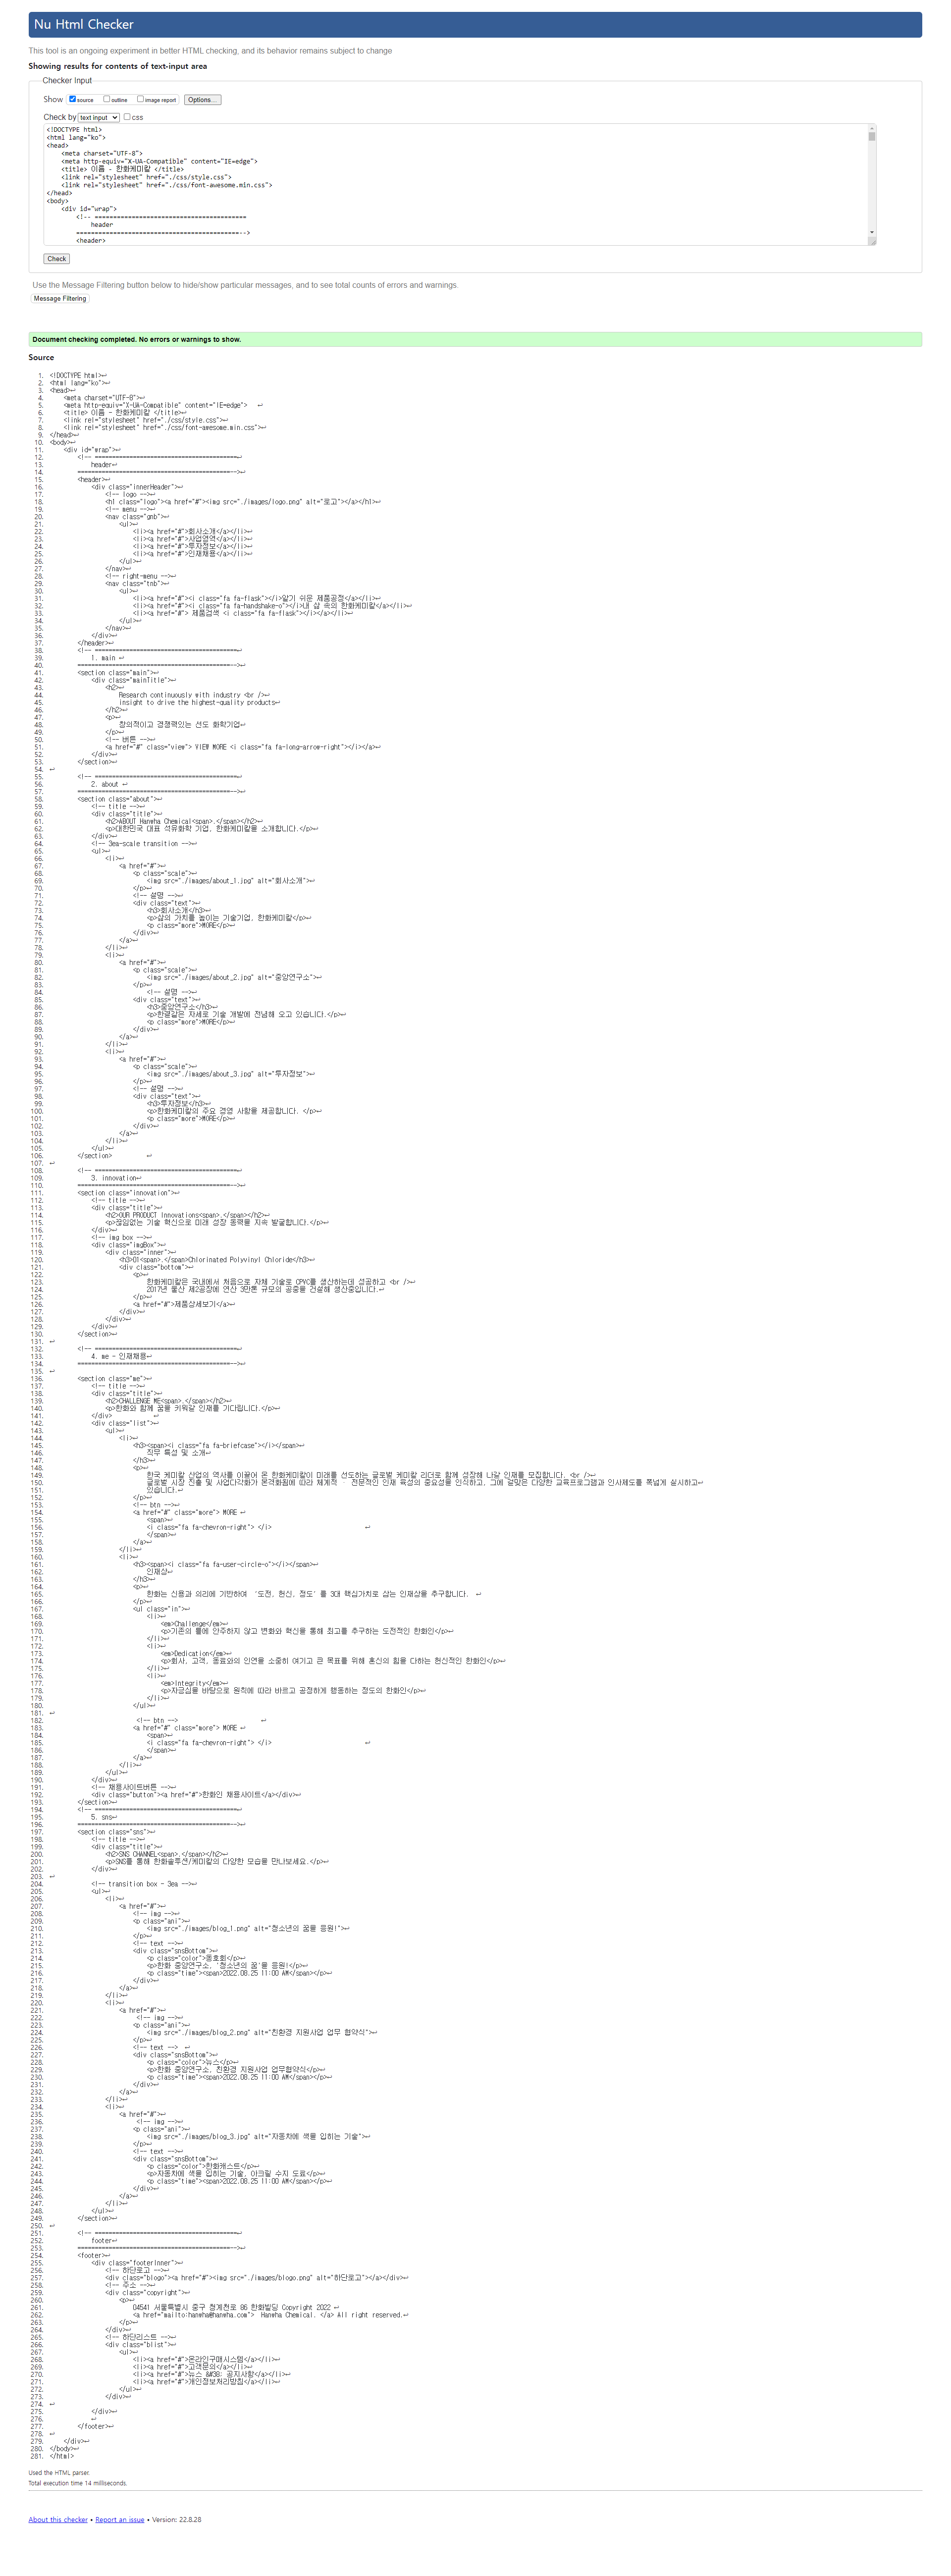 Nu Html Checker
This tool is an ongoing experiment in better HTML checking, and its behavior remains subject to change
Showing results for contents of text-input area
Checker Input
Show source outline image report Options...
Check by text input css
<!DOCTYPE html>
<html lang="ko">
<head>
    <meta charset="UTF-8">
    <meta http-equiv="X-UA-Compatible" content="IE=edge">
    <title> 이름 - 한화케미칼 </title>
    <link rel="stylesheet" href="./css/style.css">
    <link rel="stylesheet" href="./css/font-awesome.min.css">
</head>
<body>
    <div id="wrap">
        <!-- =========================================
            header
        ============================================-->
        <header>
Check
Use the Message Filtering button below to hide/show particular messages, and to see total counts of errors and warnings.
Message Filtering
Document checking completed. No errors or warnings to show.
Source
1. <!DOCTYPE html>↩
2. <html lang="ko">↩
3. <head>↩
4. <meta charset="UTF-8">↩
5. <meta http-equiv="X-UA-Compatible" content="IE=edge"> ↩
6. <title> 이름 - 한화케미칼 </title>↩
7. <link rel="stylesheet" href="./css/style.css">↩
8. <link rel="stylesheet" href="./css/font-awesome.min.css">↩
9. </head>↩
10. <body>↩
11. <div id="wrap">↩
12. <!-- =========================================↩
13. header↩
14. ============================================-->↩
15. <header>↩
16. <div class="innerHeader">↩
17. <!-- logo -->↩
18. <h1 class="logo"><a href="#"><img src="./images/logo.png" alt="로고"></a></h1>↩
19. <!-- menu -->↩
20. <nav class="gnb">↩
21. <ul>↩
22. <li><a href="#">회사소개</a></li>↩
23. <li><a href="#">사업영역</a></li>↩
24. <li><a href="#">투자정보</a></li>↩
25. <li><a href="#">인재채용</a></li>↩
26. </ul>↩
27. </nav>↩
28. <!-- right-menu -->↩
29. <nav class="tnb">↩
30. <ul>↩
31. <li><a href="#"><i class="fa fa-flask"></i>알기 쉬운 제품공정</a></li>↩
32. <li><a href="#"><i class="fa fa-handshake-o"></i>내 삶 속의 한화케미칼</a></li>↩
33. <li><a href="#"> 제품검색 <i class="fa fa-flask"></i></a></li>↩
34. </ul>↩
35. </nav>↩
36. </div>↩
37. </header>↩
38. <!-- =========================================↩
39. 1. main ↩
40. ============================================-->↩
41. <section class="main">↩
42. <div class="mainTitle">↩
43. <h2>↩
44. Research continuously with industry <br />↩
45. insight to drive the highest-quality products↩
46. </h2>↩
47. <p>↩
48.창의적이고 경쟁력있는 선도 화학기업↩
49. </p>↩
50. <!-- 버튼 -->↩
51. <a href="#" class="view"> VIEW MORE <i class="fa fa-long-arrow-right"></i></a>↩
52. </div>↩
53. </section>↩
54. ↩
55. <!-- =========================================↩
56. 2. about ↩
57. ============================================-->↩
58. <section class="about">↩
59. <!-- title -->↩
60. <div class="title">↩
61. <h2>ABOUT Hanwha Chemical<span>.</span></h2>↩
62. <p>대한민국 대표 석유화학 기업, 한화케미칼을 소개합니다.</p>↩
63. </div>↩
64. <!-- 3ea-scale transition -->↩
65. <ul>↩
66. <li>↩
67. <a href="#">↩
68. <p class="scale">↩
69. <img src="./images/about_1.jpg" alt="회사소개">↩
70. </p>↩
71. <!-- 설명 -->↩
72. <div class="text">↩
73. <h3>회사소개</h3>↩
74. <p>삶의 가치를 높이는 기술기업, 한화케미칼</p>↩
75. <p class="more">MORE</p>↩
76. </div>↩
77. </a>↩
78. </li>↩
79. <li>↩
80. <a href="#">↩
81. <p class="scale">↩
82. <img src="./images/about_2.jpg" alt="중앙연구소">↩
83. </p>↩
84. <!-- 설명 -->↩
85. <div class="text">↩
86. <h3>중앙연구소</h3>↩
87. <p>한결같은 자세로 기술 개발에 전념해 오고 있습니다.</p>↩
88. <p class="more">MORE</p>↩
89. </div>↩
90. </a>↩
91. </li>↩
92. <li>↩
93. <a href="#">↩
94. <p class="scale">↩
95. <img src="./images/about_3.jpg" alt="투자정보">↩
96. </p>↩
97. <!-- 설명 -->↩
98. <div class="text">↩
99. <h3>투자정보</h3>↩
100. <p>한화케미칼의 주요 경영 사항을 제공합니다. </p>↩
101. <p class="more">MORE</p>↩
102. </div>↩
103. </a>↩
104. </li>↩
105. </ul>↩
106. </section> ↩
107. ↩
108. <!-- =========================================↩
109. 3. innovation↩
110. ============================================-->↩
111. <section class="innovation">↩
112. <!-- title -->↩
113. <div class="title">↩
114. <h2>OUR PRODUCT Innovations<span>.</span></h2>↩
115. <p>끊임없는 기술 혁신으로 미래 성장 동력을 지속 발굴합니다.</p>↩
116. </div>↩
117. <!-- img box -->↩
118. <div class="imgBox">↩
119. <div class="inner">↩
120. <h3>01<span>.</span>Chlorinated Polyvinyl Chloride</h3>↩
121. <div class="bottom">↩
122. <p>↩
123. 한화케미칼은 국내에서 처음으로 자체 기술로 CPVC를 생산하는데 성공하고 <br />↩
124. 2017년 울산 제2공장에 연산 3만톤 규모의 공장을 건설해 생산중입니다.↩
125. </p>↩
126. <a href="#">제품상세보기</a>↩
127. </div>↩
128. </div>↩
129. </div>↩
130. </section>↩
131. ↩
132. <!-- =========================================↩
133. 4. me - 인재채용↩
134. ============================================-->↩
135. ↩
136. <section class="me">↩
137. <!-- title -->↩
138. <div class="title">↩
139. <h2>CHALLENGE ME<span>.</span></h2>↩
140. <p>한화와 함께 꿈을 키워갈 인재를 기다립니다.</p>↩
141. </div> ↩
142. <div class="list">↩
143. <ul>↩
144. <li>↩
145. <h3><span><i class="fa fa-briefcase"></i></span>↩
146. 직무 특성 및 소개↩
147. </h3>↩
148. <p>↩
149. 한국 케미칼 산업의 역사를 이끌어 온 한화케미칼이 미래를 선도하는 글로벌 케미칼 리더로 함께 성장해 나갈 인재를 모집합니다. <br />↩
150. 글로벌 시장 진출 및 사업다각화가 본격화됨에 따라 체계적 · 전문적인 인재 육성의 중요성을 인식하고, 그에 걸맞은 다양한 교육프로그램과 인사제도를 폭넓게 실시하고↩
151. 있습니다.↩
152. </p>↩
153. <!-- btn -->↩
154. <a href="#" class="more"> MORE ↩
155. <span>↩
156. <i class="fa fa-chevron-right"> </i> ↩
157. </span>↩
158. </a>↩
159. </li>↩
160. <li>↩
161. <h3><span><i class="fa fa-user-circle-o"></i></span>↩
162. 인재상↩
163. </h3>↩
164. <p>↩
165. 한화는 신용과 의리에 기반하여 '도전, 헌신, 정도'를 3대 핵심가치로 삼는 인재상을 추구합니다. ↩
166. </p>↩
167. <ul class="in">↩
168. <li>↩
169. <em>Challenge</em>↩
170. <p>기존의 틀에 안주하지 않고 변화와 혁신을 통해 최고를 추구하는 도전적인 한화인</p>↩
171. </li>↩
172. <li>↩
173. <em>Dedication</em>↩
174. <p>회사, 고객, 동료와의 인연을 소중히 여기고 큰 목표를 위해 혼신의 힘을 다하는 헌신적인 한화인</p>↩
175. </li>↩
176. <li>↩
177. <em>Integrity</em>↩
178. <p>자긍심을 바탕으로 원칙에 따라 바르고 공정하게 행동하는 정도의 한화인</p>↩
179. </li>↩
180. </ul>↩
181. ↩
182. <!-- btn --> ↩
183. <a href="#" class="more"> MORE ↩
184. <span>↩
185. <i class="fa fa-chevron-right"> </i> ↩
186. </span>↩
187. </a>↩
188. </li>↩
189. </ul>↩
190. </div>↩
191. <!-- 채용사이트버튼 -->↩
192. <div class="button"><a href="#">한화인 채용사이트</a></div>↩
193. </section>↩
194. <!-- =========================================↩
195. 5. sns↩
196. ============================================-->↩
197. <section class="sns">↩
198. <!-- title -->↩
199. <div class="title">↩
200. <h2>SNS CHANNEL<span>.</span></h2>↩
201. <p>SNS를 통해 한화솔루션/케미칼의 다양한 모습을 만나보세요.</p>↩
202. </div>↩
203. ↩
204. <!-- transition box - 3ea -->↩
205. <ul>↩
206. <li>↩
207. <a href="#">↩
208. <!-- img -->↩
209. <p class="ani">↩
210. <img src="./images/blog_1.png" alt="청소년의 꿈을 응원!">↩
211. </p>↩
212. <!-- text -->↩
213. <div class="snsBottom">↩
214. <p class="color">동호회</p>↩
215. <p>한화 중앙연구소, '청소년의 꿈'을 응원!</p>↩
216. <p class="time"><span>2022.08.25 11:00 AM</span></p>↩
217. </div>↩
218. </a>↩
219. </li>↩
220. <li>↩
221. <a href="#">↩
222. <!-- img -->↩
223. <p class="ani">↩
224. <img src="./images/blog_2.png" alt="친환경 지원사업 업무 협약식">↩
225. </p>↩
226. <!-- text --> ↩
227. <div class="snsBottom">↩
228. <p class="color">뉴스</p>↩
229. <p>한화 중앙연구소, 친환경 지원사업 업무협약식</p>↩
230. <p class="time"><span>2022.08.25 11:00 AM</span></p>↩
231. </div>↩
232. </a>↩
233. </li>↩
234. <li>↩
235. <a href="#">↩
236. <!-- img -->↩
237. <p class="ani">↩
238. <img src="./images/blog_3.jpg" alt="자동차에 색을 입히는 기술">↩
239. </p>↩
240. <!-- text -->↩
241. <div class="snsBottom">↩
242. <p class="color">한화캐스트</p>↩
243. <p>자동차에 색을 입히는 기술, 아크릴 수지 도료</p>↩
244. <p class="time"><span>2022.08.25 11:00 AM</span></p>↩
245. </div>↩
246. </a>↩
247. </li>↩
248. </ul>↩
249. </section>↩
250. ↩
251. <!-- =========================================↩
252. footer↩
253. ============================================-->↩
254. <footer>↩
255. <div class="footerInner">↩
256. <!-- 하단로고 -->↩
257. <div class="blogo"><a href="#"><img src="./images/blogo.png" alt="하단로고"></a></div>↩
258. <!-- 주소 -->↩
259. <div class="copyright">↩
260. <p>↩
261. 04541 서울특별시 중구 청계천로 86 한화빌딩 Copyright 2022 ↩
262. <a href="mailto:hanwha@hanwha.com"> Hanwha Chemical. </a> All right reserved.↩
263. </p>↩
264. </div>↩
265. <!-- 하단리스트 -->↩
266. <div class="blist">↩
267. <ul>↩
268. <li><a href="#">온라인구매시스템</a></li>↩
269. <li><a href="#">고객문의</a></li>↩
270. <li><a href="#">뉴스 &#38; 공지사항</a></li>↩
271. <li><a href="#">개인정보처리방침</a></li>↩
272. </ul>↩
273. </div>↩
274. ↩
275. </div>↩
276. ↩
277. </footer>↩
278. ↩
279. </div>↩
280. </body>↩
281. </html>
Used the HTML parser.
Total execution time 14 milliseconds.
About this checker • Report an issue • Version: 22.8.28